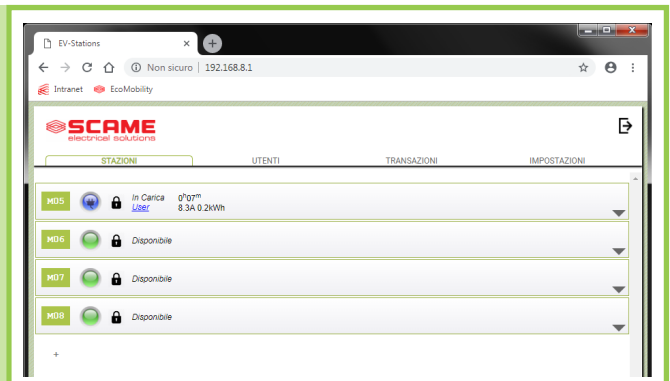 EV-Stations
Non sicuro | 192.168.8.1
Intranet EcoMobility
SCAME
electrical solutions
STAZIONI UTENTI TRANSAZIONI IMPOSTAZIONI
M05 In Carica 0h07m
User 8.3A 0.2kWh
M06 Disponibile
M07 Disponibile
M08 Disponibile
+